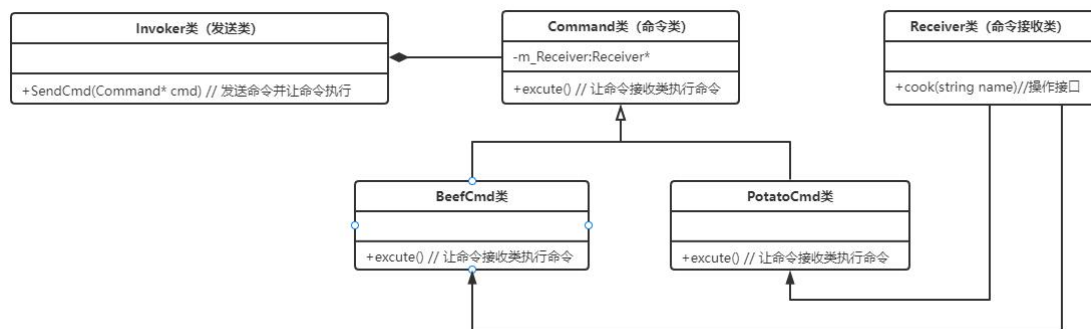 Invoker类（发送类）
+SendCmd(Command* cmd) // 发送命令并让命令执行
Command类（命令类）
-m_Receiver:Receiver*
+excute() // 让命令接收类执行命令
Receiver类（命令接收类）
+cook(string name)//操作接口
BeefCmd类
+excute() // 让命令接收类执行命令
PotatoCmd类
+excute() // 让命令接收类执行命令